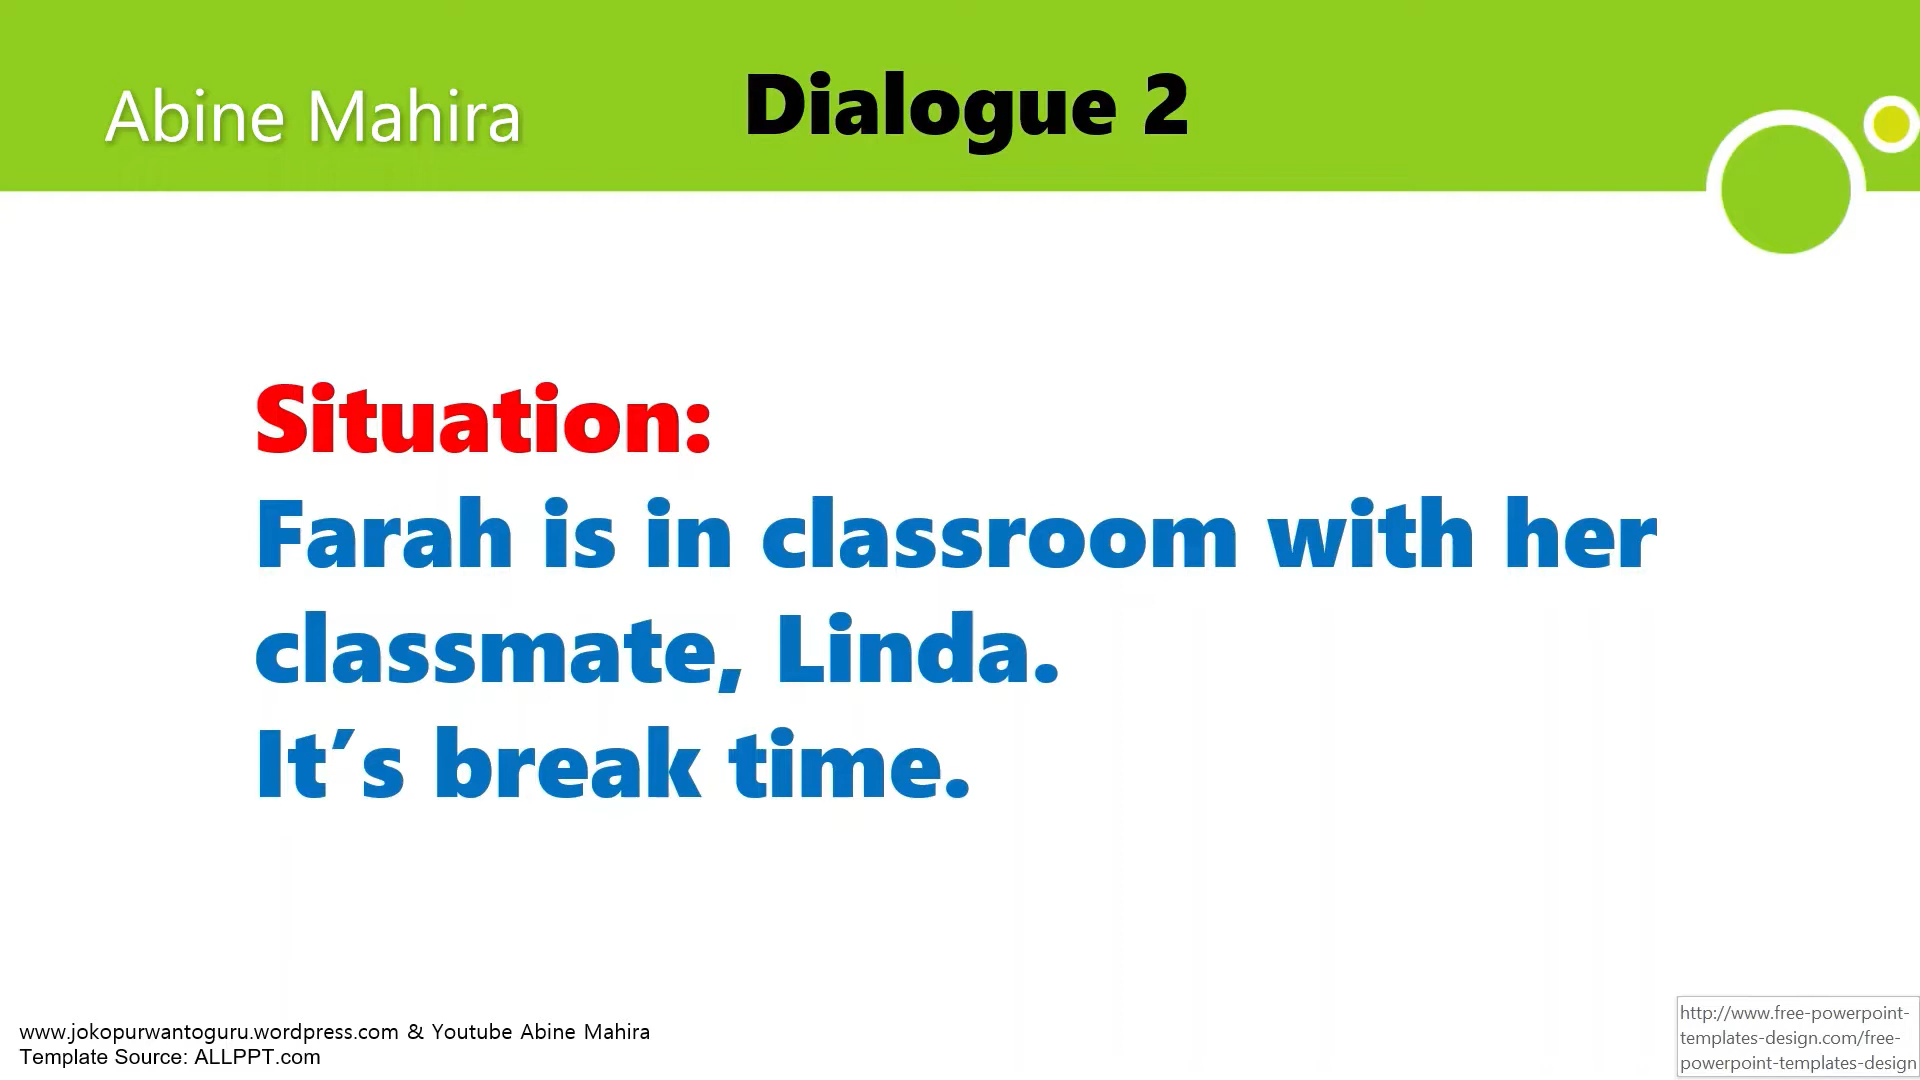 Abine Mahira
Dialogue 2
Situation:
Farah is in classroom with her
classmate, Linda.
It's break time.
www.jokopurwantoguru.wordpress.com & Youtube Abine Mahira
Template Source: ALLPPT.com
http://www.free-powerpoint-
templates-design.com/free-
powerpoint-templates-design